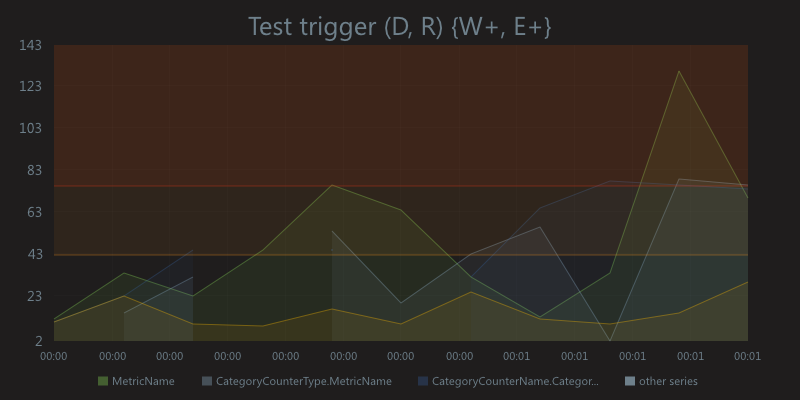 Test trigger (D, R) {W+, E+}
143
123
103
83
63
43
23
2
00:00 00:00 00:00 00:00 00:00 00:00 00:00 00:00 00:01 00:01 00:01 00:01 00:01
MetricName CategoryCounterType.MetricName CategoryCounterName.Categor... other series